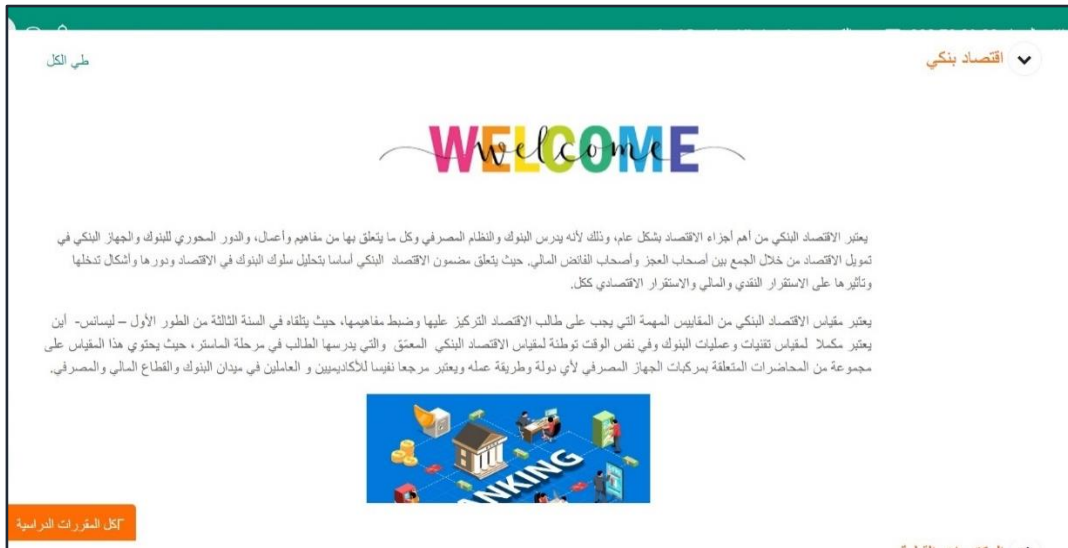 اقتصاد بنكي
طي الكل
WELCOME
welcome
يعتبر الاقتصاد البنكي من أهم أجزاء الاقتصاد بشكل عام، وذلك لأنه يدرس البنوك والنظام المصرفي وكل ما يتعلق بها من مفاهيم وأعمال، والدور المحوري للبنوك والجهاز البنكي في
تمويل الاقتصاد من خلال الجمع بين أصحاب العجز وأصحاب الفائض المالي. حيث يتعلق مضمون الاقتصاد البنكي أساسا بتحليل سلوك البنوك في الاقتصاد ودورها وأشكال تدخلها
وتأثيرها على الاستقرار النقدي والمالي والاستقرار الاقتصادي ككل.
يعتبر مقياس الاقتصاد البنكي من المقاييس المهمة التي يجب على طالب الاقتصاد التركيز عليها وضبط مفاهيمها، حيث يتلقاه في السنة الثالثة من الطور الأول – ليسانس- أين
يعتبر مكملا لمقياس تقنيات وعمليات البنوك وفي نفس الوقت توطئة لمقياس الاقتصاد البنكي المعمّق والتي يدرسها الطالب في مرحلة الماستر، حيث يحتوي هذا المقياس على
مجموعة من المحاضرات المتعلقة بمركبات الجهاز المصرفي لأي دولة وطريقة عمله ويعتبر مرجعا نفيسا للأكاديميين و العاملين في ميدان البنوك والقطاع المالي والمصرفي.
BANKING
كل المقررات الدراسية